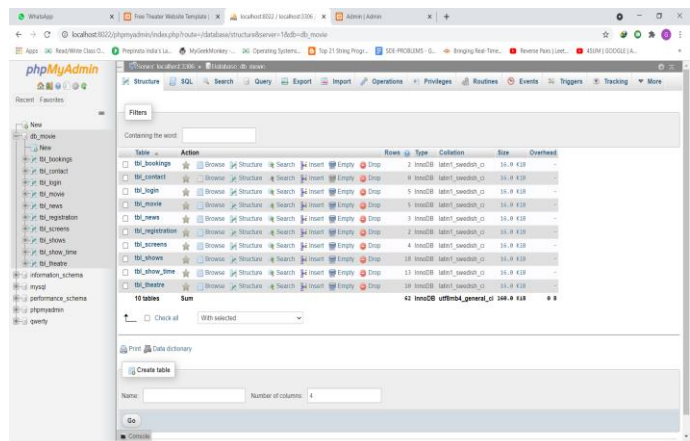 WhatsApp
Free Theater Website Template |
localhost:8022 / localhost:3306 /
Admin | Admin
localhost:8022/phpmyadmin/index.php?route=/database/structure&server=1&db=db_movie
Apps
Read/Write Class O...
Prepinsta India's La...
MyGeekMonkey-...
Operating Systems...
Top 21 String Progr...
SDE-PROBLEMS - G...
Bringing Real-Time...
Reverse Pairs | Leet...
4SUM | GOOGLE | A...
phpMyAdmin
Recent Favorites
New
db_movie
New
tbl_bookings
tbl_contact
tbl_login
tbl_movie
tbl_news
tbl_registration
tbl_screens
tbl_shows
tbl_show_time
tbl_theatre
information_schema
mysql
performance_schema
phpmyadmin
qwerty
Server: localhost:3306 » Database: db_movie
Structure SQL Search Query Export Import Operations Privileges Routines Events Triggers Tracking More
Filters
Containing the word:
Table Action Rows Type Collation Size Overhead
tbl_bookings Browse Structure Search Insert Empty Drop 2 InnoDB latin1_swedish_ci 16.0 KiB -
tbl_contact Browse Structure Search Insert Empty Drop 0 InnoDB latin1_swedish_ci 16.0 KiB -
tbl_login Browse Structure Search Insert Empty Drop 5 InnoDB latin1_swedish_ci 16.0 KiB -
tbl_movie Browse Structure Search Insert Empty Drop 5 InnoDB latin1_swedish_ci 16.0 KiB -
tbl_news Browse Structure Search Insert Empty Drop 3 InnoDB latin1_swedish_ci 16.0 KiB -
tbl_registration Browse Structure Search Insert Empty Drop 2 InnoDB latin1_swedish_ci 16.0 KiB -
tbl_screens Browse Structure Search Insert Empty Drop 4 InnoDB latin1_swedish_ci 16.0 KiB -
tbl_shows Browse Structure Search Insert Empty Drop 18 InnoDB latin1_swedish_ci 16.0 KiB -
tbl_show_time Browse Structure Search Insert Empty Drop 13 InnoDB latin1_swedish_ci 16.0 KiB -
tbl_theatre Browse Structure Search Insert Empty Drop 10 InnoDB latin1_swedish_ci 16.0 KiB -
10 tables Sum 62 InnoDB utf8mb4_general_ci 160.0 KiB 0 B
Check all With selected:
Print Data dictionary
Create table
Name: Number of columns: 4
Go
Console